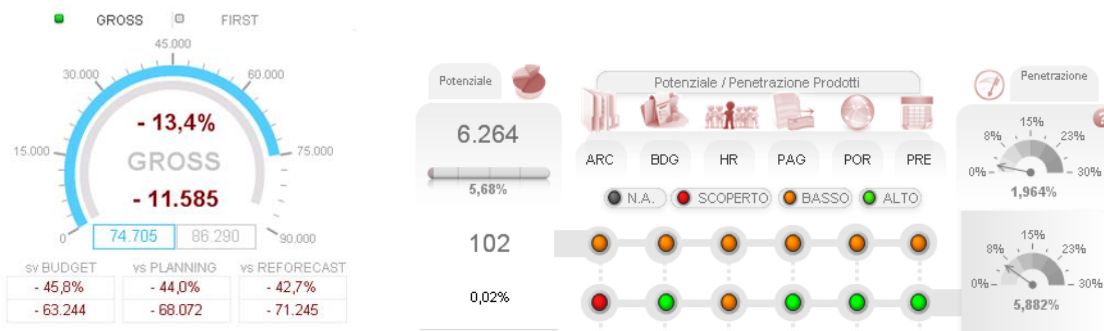 GROSS FIRST
45.000
30.000 60.000
15.000 75.000
0 90.000
- 13,4%
GROSS
- 11.585
74.705 86.290
sv BUDGET vs PLANNING vs REFORECAST
- 45,8% - 44,0% - 42,7%
- 63.244 - 68.072 - 71.245
Potenziale
6.264
5,68%
102
0,02%
Potenziale / Penetrazione Prodotti
ARC BDG HR PAG POR PRE
N.A. SCOPERTO BASSO ALTO
Penetrazione
15%
8% 23%
0% 30%
1,964%
15%
8% 23%
0% 30%
5,882%